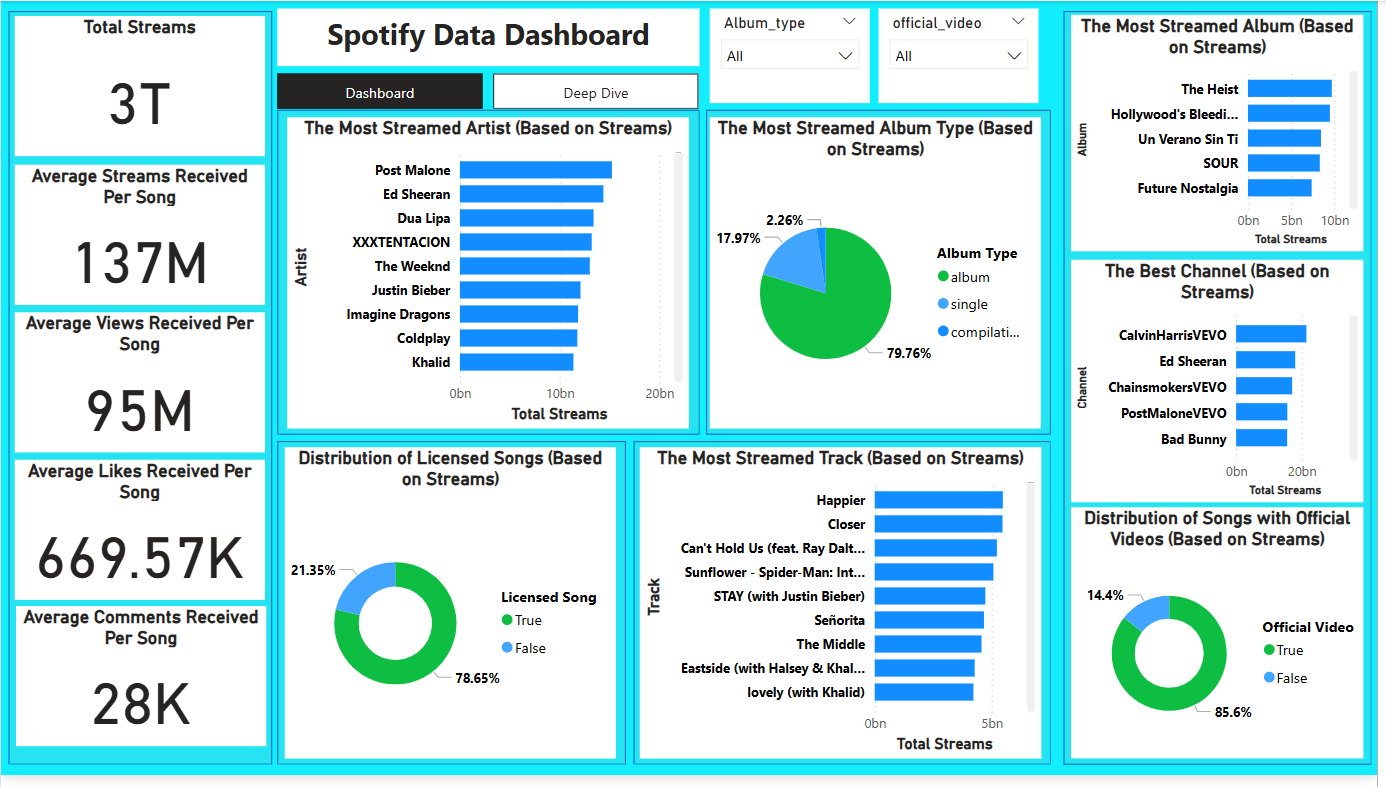 Total Streams
3T
Average Streams Received
Per Song
137M
Average Views Received Per
Song
95M
Average Likes Received Per
Song
669.57K
Average Comments Received
Per Song
28K
Spotify Data Dashboard
Dashboard
Deep Dive
Album_type
All
official_video
All
The Most Streamed Artist (Based on Streams)
Artist
Post Malone
Ed Sheeran
Dua Lipa
XXXTENTACION
The Weeknd
Justin Bieber
Imagine Dragons
Coldplay
Khalid
0bn 10bn 20bn
Total Streams
The Most Streamed Album Type (Based
on Streams)
2.26%
17.97%
79.76%
Album Type
album
single
compilati...
Distribution of Licensed Songs (Based
on Streams)
21.35%
78.65%
Licensed Song
True
False
The Most Streamed Track (Based on Streams)
Track
Happier
Closer
Can't Hold Us (feat. Ray Dalt...
Sunflower - Spider-Man: Int...
STAY (with Justin Bieber)
Señorita
The Middle
Eastside (with Halsey & Khal...
lovely (with Khalid)
0bn 5bn
Total Streams
The Most Streamed Album (Based
on Streams)
Album
The Heist
Hollywood's Bleedi...
Un Verano Sin Ti
SOUR
Future Nostalgia
0bn 5bn 10bn
Total Streams
The Best Channel (Based on
Streams)
Channel
CalvinHarrisVEVO
Ed Sheeran
ChainsmokersVEVO
PostMaloneVEVO
Bad Bunny
0bn 20bn
Total Streams
Distribution of Songs with Official
Videos (Based on Streams)
14.4%
85.6%
Official Video
True
False